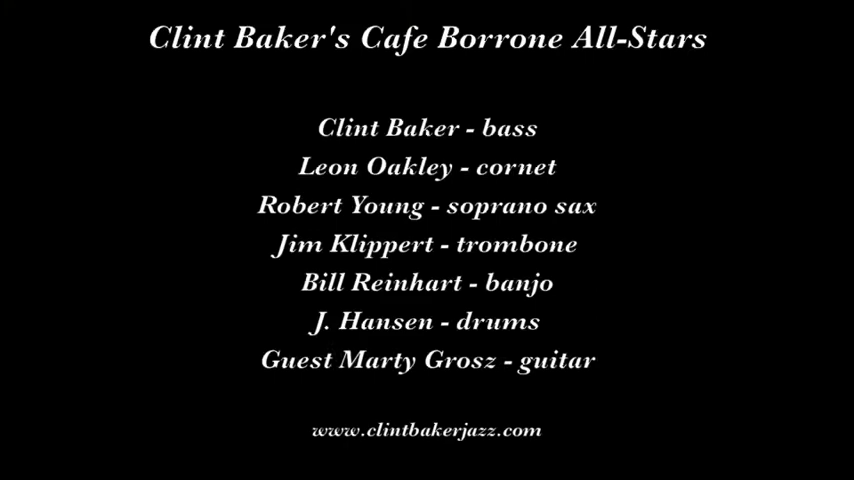 Clint Baker's Cafe Borrone All-Stars
Clint Baker - bass
Leon Oakley - cornet
Robert Young - soprano sax
Jim Klippert - trombone
Bill Reinhart - banjo
J. Hansen - drums
Guest Marty Grosz - guitar
www.clintbakerjazz.com